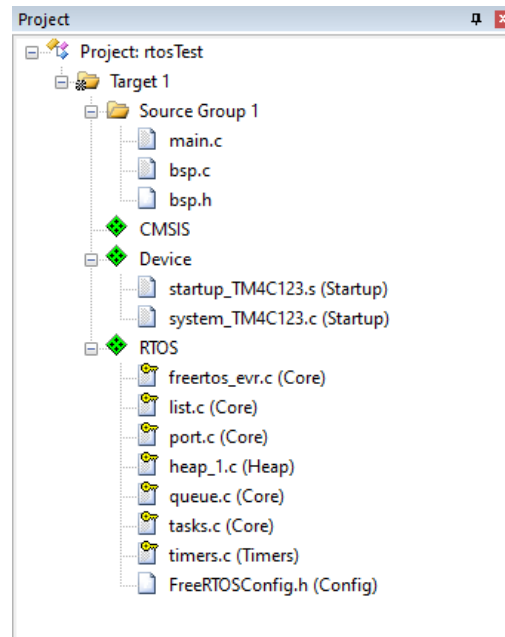 Project
Project: rtosTest
Target 1
Source Group 1
main.c
bsp.c
bsp.h
CMSIS
Device
startup_TM4C123.s (Startup)
system_TM4C123.c (Startup)
RTOS
freertos_evr.c (Core)
list.c (Core)
port.c (Core)
heap_1.c (Heap)
queue.c (Core)
tasks.c (Core)
timers.c (Timers)
FreeRTOSConfig.h (Config)